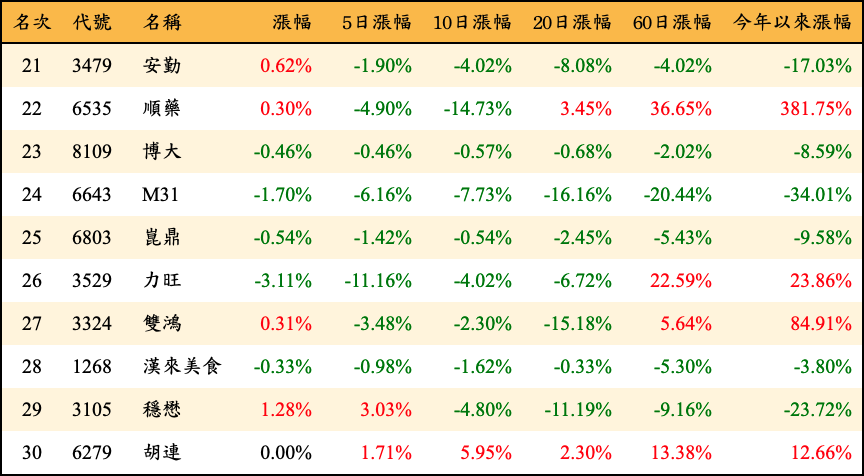 名次 代號 名稱 漲幅 5日漲幅 10日漲幅 20日漲幅 60日漲幅 今年以來漲幅
21 3479 安勤 0.62% -1.90% -4.02% -8.08% -4.02% -17.03%
22 6535 順藥 0.30% -4.90% -14.73% 3.45% 36.65% 381.75%
23 8109 博大 -0.46% -0.46% -0.57% -0.68% -2.02% -8.59%
24 6643 M31 -1.70% -6.16% -7.73% -16.16% -20.44% -34.01%
25 6803 崑鼎 -0.54% -1.42% -0.54% -2.45% -5.43% -9.58%
26 3529 力旺 -3.11% -11.16% -4.02% -6.72% 22.59% 23.86%
27 3324 雙鴻 0.31% -3.48% -2.30% -15.18% 5.64% 84.91%
28 1268 漢來美食 -0.33% -0.98% -1.62% -0.33% -5.30% -3.80%
29 3105 穩懋 1.28% 3.03% -4.80% -11.19% -9.16% -23.72%
30 6279 胡連 0.00% 1.71% 5.95% 2.30% 13.38% 12.66%